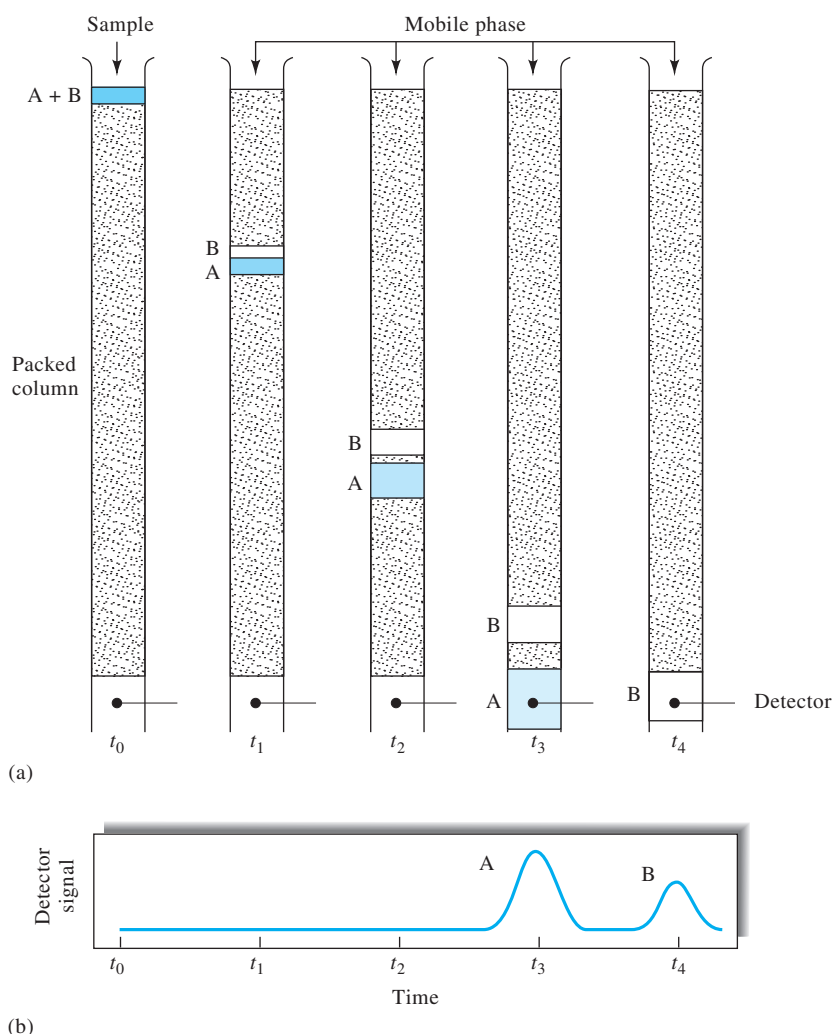 Sample
Mobile phase
A + B
B
A
Packed
column
B
A
B
A
B
Detector
t0
t1
t2
t3
t4
(a)
Detector
signal
A
B
t0
t1
t2
t3
t4
Time
(b)